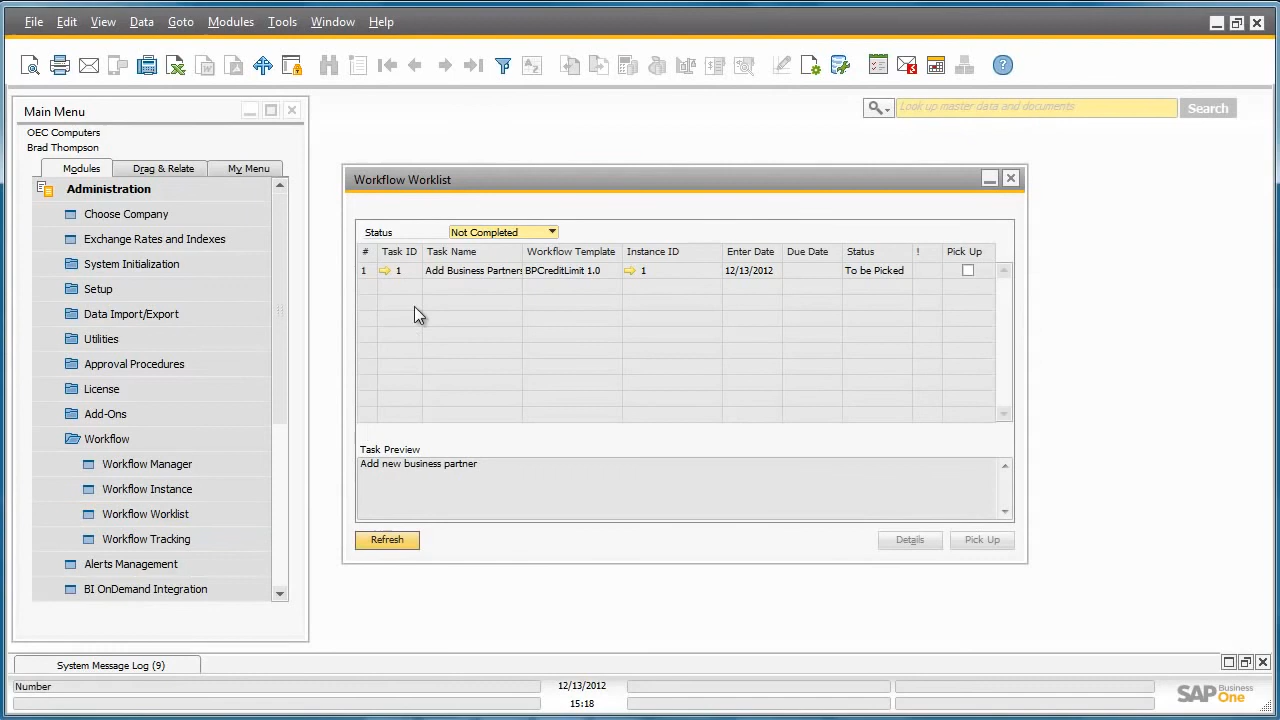 File Edit View Data Goto Modules Tools Window Help
Look up master data and documents Search
Main Menu
OEC Computers
Brad Thompson
Modules Drag & Relate My Menu
Administration
Choose Company
Exchange Rates and Indexes
System Initialization
Setup
Data Import/Export
Utilities
Approval Procedures
License
Add-Ons
Workflow
Workflow Manager
Workflow Instance
Workflow Worklist
Workflow Tracking
Alerts Management
BI OnDemand Integration
Workflow Worklist
Status Not Completed
# Task ID Task Name Workflow Template Instance ID Enter Date Due Date Status ! Pick Up
1 1 Add Business Partners BPCreditLimit 1.0 1 12/13/2012 To be Picked
Task Preview
Add new business partner
Refresh Details Pick Up
System Message Log (9)
Number 12/13/2012
15:18
SAP Business One